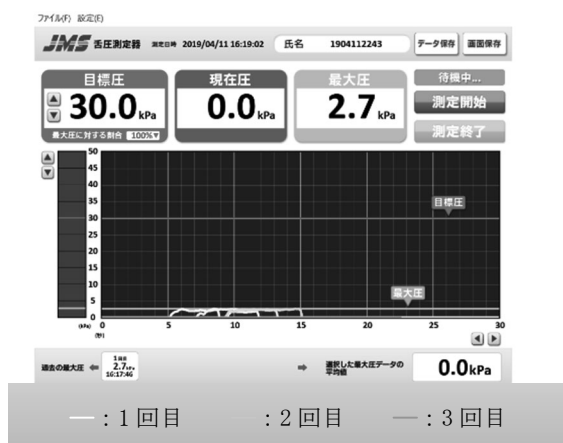 ファイル(F) 設定(E)
JMS 舌圧測定器 測定日時 2019/04/11 16:19:02 氏名 1904112243 データ保存 画面保存
目標圧 現在圧 最大圧 待機中...
30.0 kPa 0.0 kPa 2.7 kPa 測定開始
最大圧に対する割合 100%▼ 測定終了
50
45
40
35
30
25
20
15
10
5
0
目標圧
最大圧
(kPa) 0 5 10 15 20 25 30
(秒)
過去の最大圧 1回目 2.7kPa 16:17:46 選択した最大圧データの平均値 0.0kPa
:1回目 :2回目 :3回目